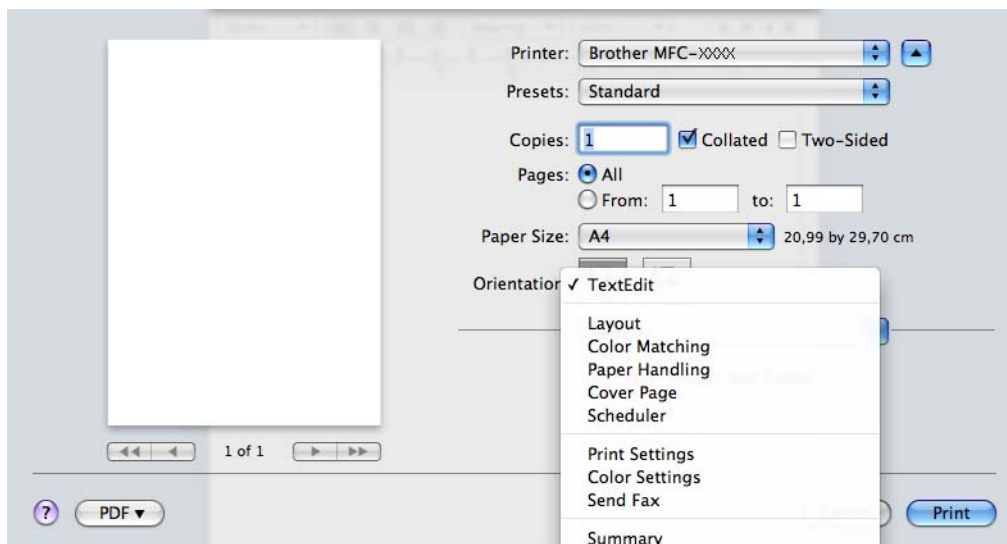 Printer: Brother MFC-XXXX
Presets: Standard
Copies: 1 Collated Two-Sided
Pages: All
From: 1 to: 1
Paper Size: A4 20,99 by 29,70 cm
Orientation
✓ TextEdit
Layout
Color Matching
Paper Handling
Cover Page
Scheduler
Print Settings
Color Settings
Send Fax
Summary
1 of 1
? PDF ▼ Print